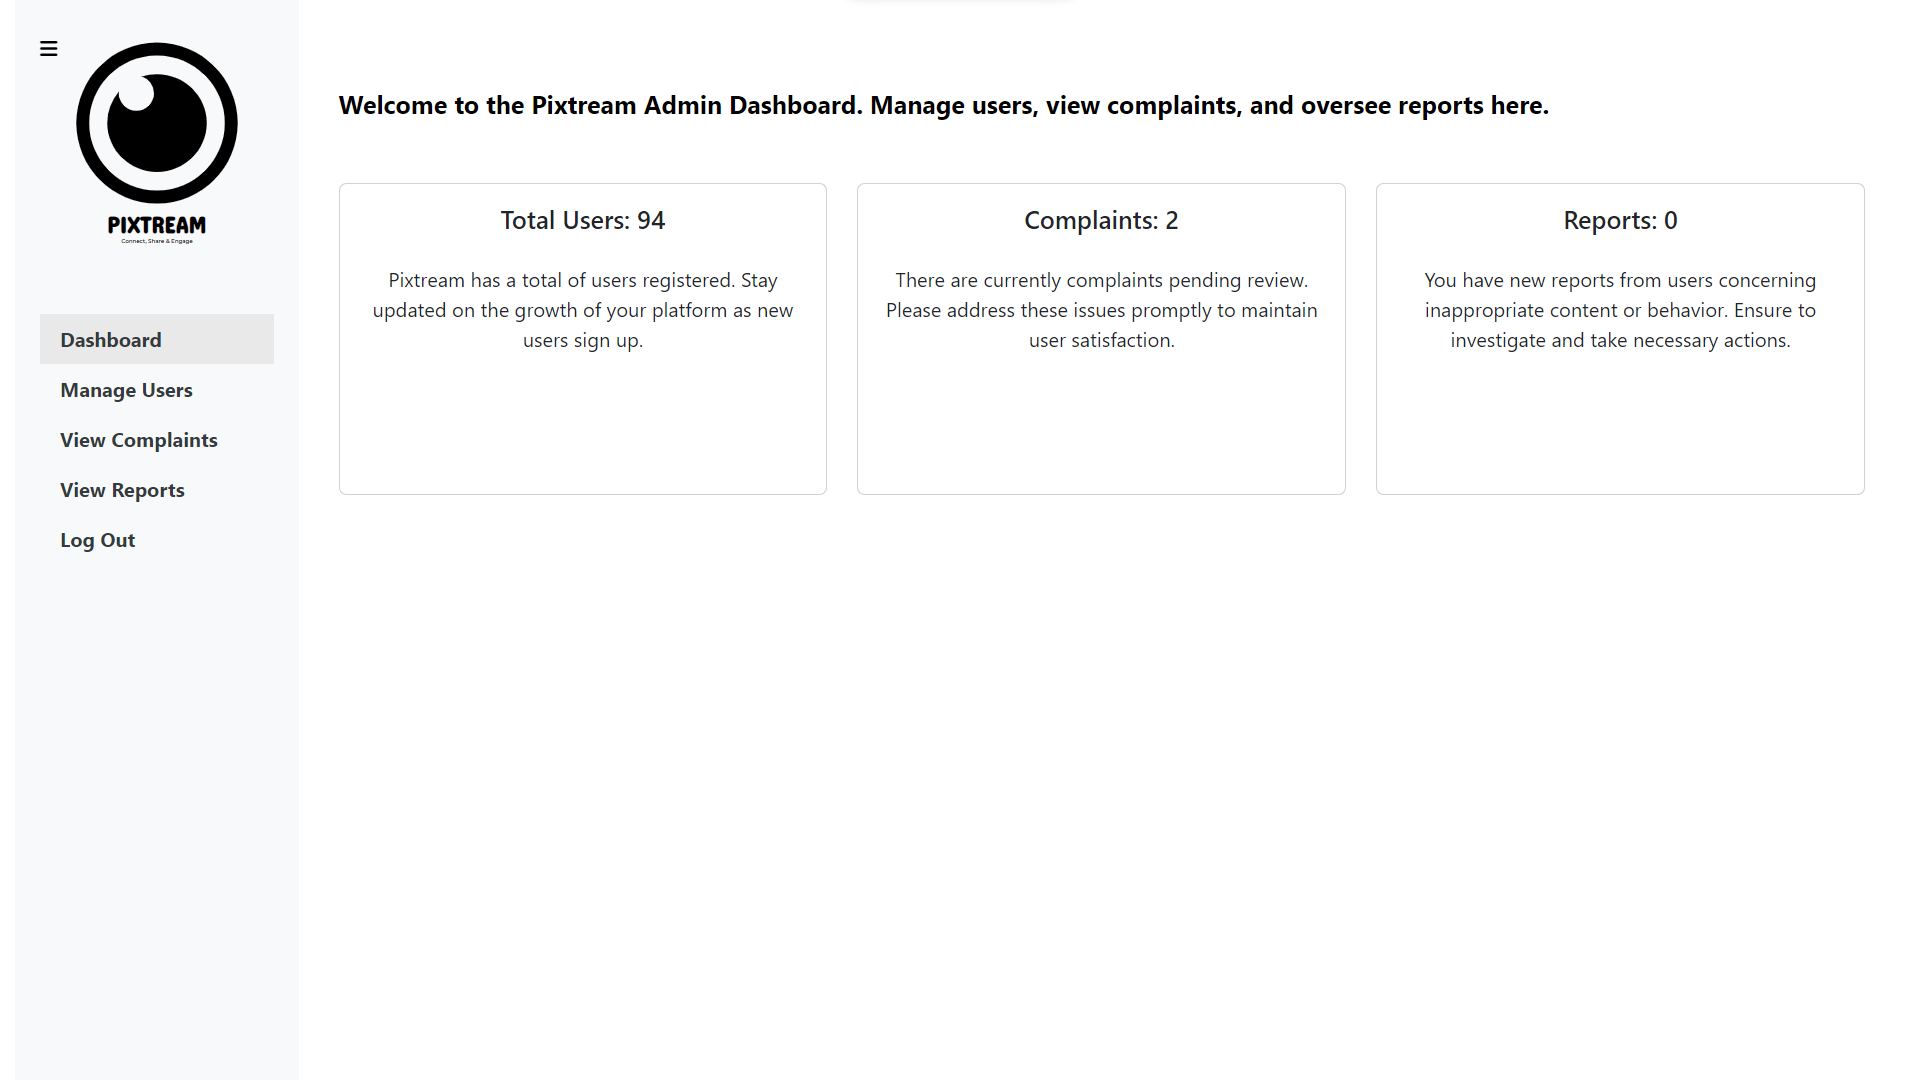 PIXTREAM
Connect, Share & Engage
Dashboard
Manage Users
View Complaints
View Reports
Log Out
Welcome to the Pixtream Admin Dashboard. Manage users, view complaints, and oversee reports here.
Total Users: 94
Pixtream has a total of users registered. Stay
updated on the growth of your platform as new
users sign up.
Complaints: 2
There are currently complaints pending review.
Please address these issues promptly to maintain
user satisfaction.
Reports: 0
You have new reports from users concerning
inappropriate content or behavior. Ensure to
investigate and take necessary actions.